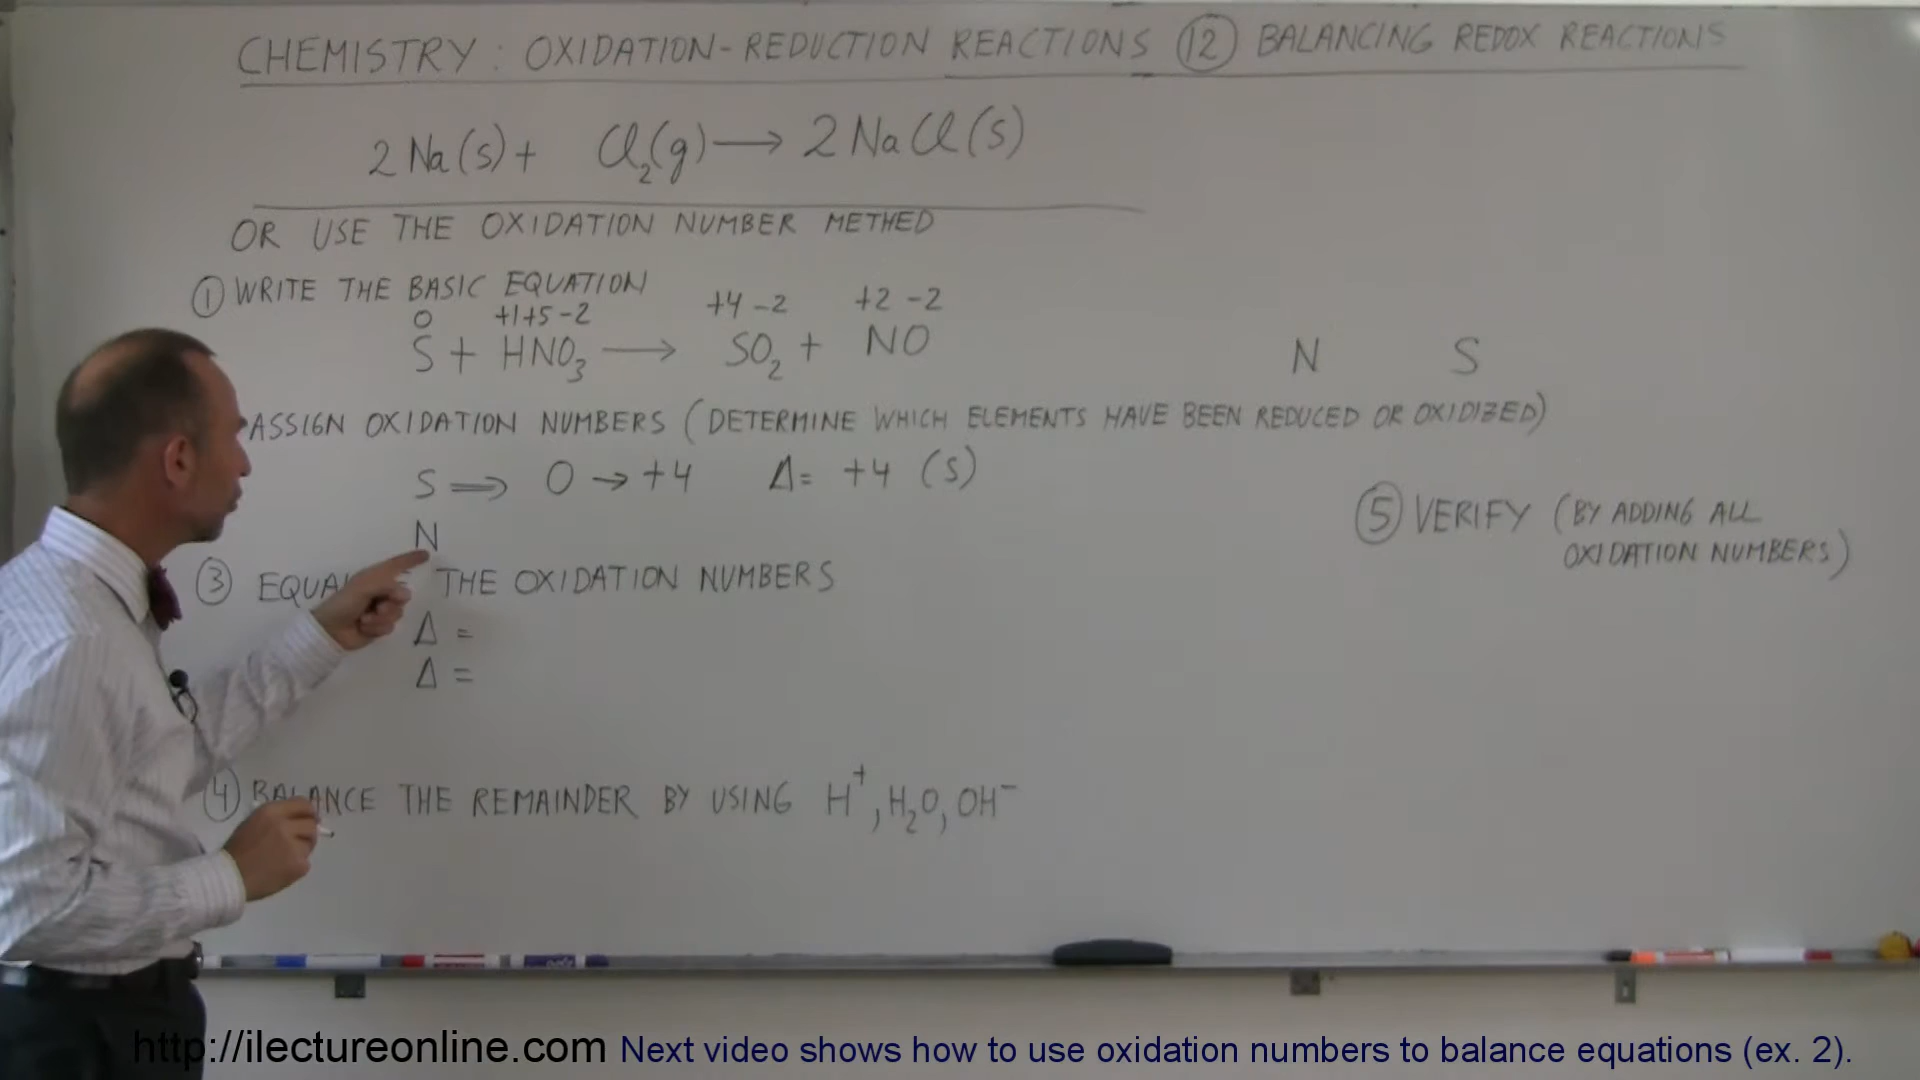 CHEMISTRY: OXIDATION-REDUCTION REACTIONS ⑫ BALANCING REDOX REACTIONS
2 Na(s) + Cl₂(g) → 2 NaCl(s)
OR USE THE OXIDATION NUMBER METHED
① WRITE THE BASIC EQUATION
0 +1+5-2 +4-2 +2-2
S + HNO₃ → SO₂ + NO N S
ASSIGN OXIDATION NUMBERS (DETERMINE WHICH ELEMENTS HAVE BEEN REDUCED OR OXIDIZED)
S ⇒ 0 → +4 Δ= +4 (S)
N
③ EQUA THE OXIDATION NUMBERS
Δ =
Δ =
④ BALANCE THE REMAINDER BY USING H⁺, H₂O, OH⁻
⑤ VERIFY (BY ADDING ALL
OXIDATION NUMBERS)
http://ilectureonline.com Next video shows how to use oxidation numbers to balance equations (ex. 2).